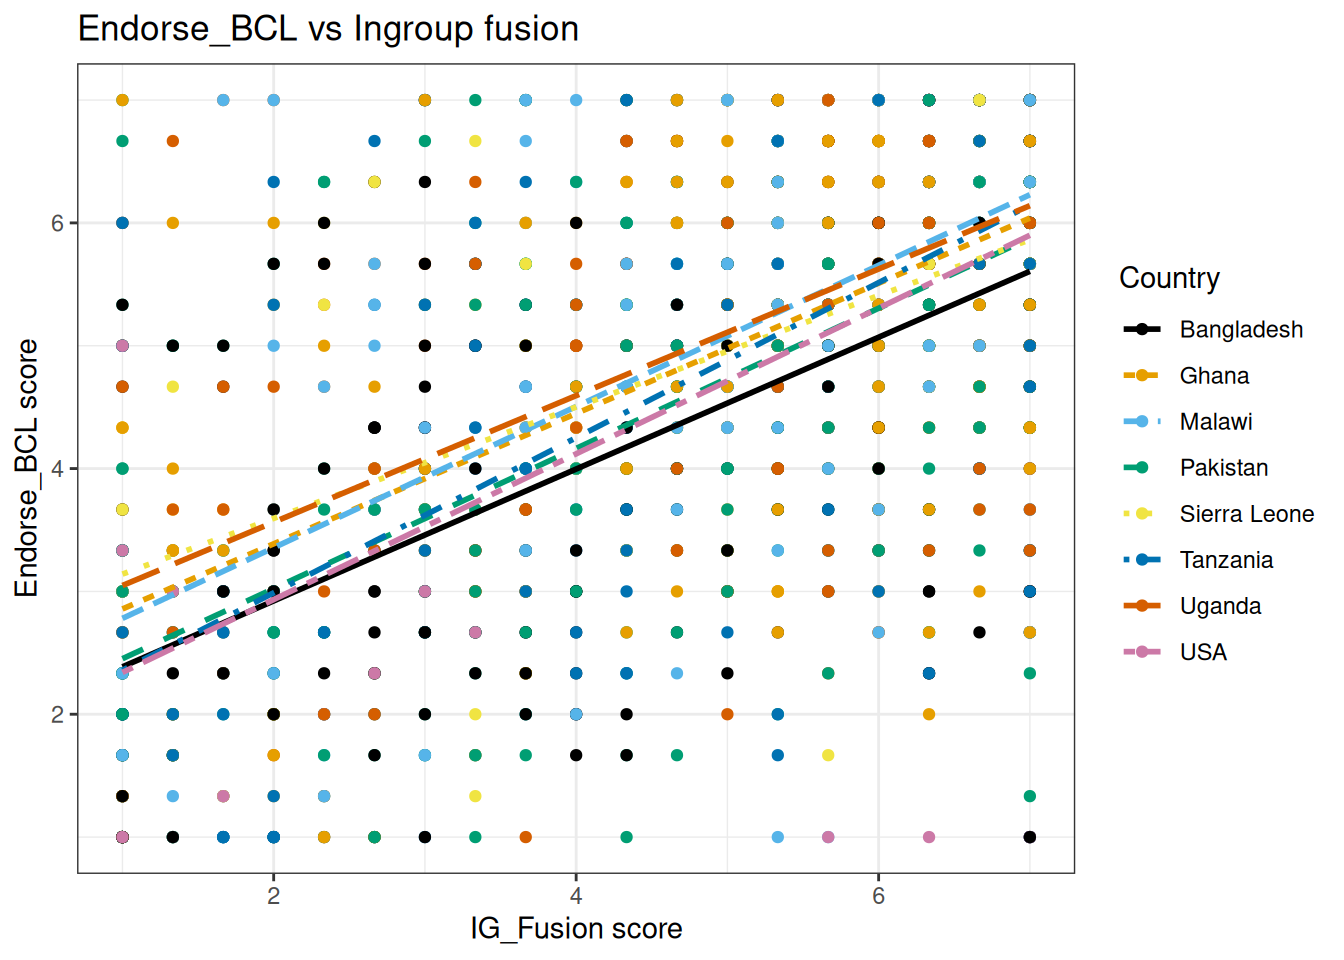 Endorse_BCL vs Ingroup fusion
Endorse_BCL score
6
4
2
2
4
6
IG_Fusion score
Country
Bangladesh
Ghana
Malawi
Pakistan
Sierra Leone
Tanzania
Uganda
USA